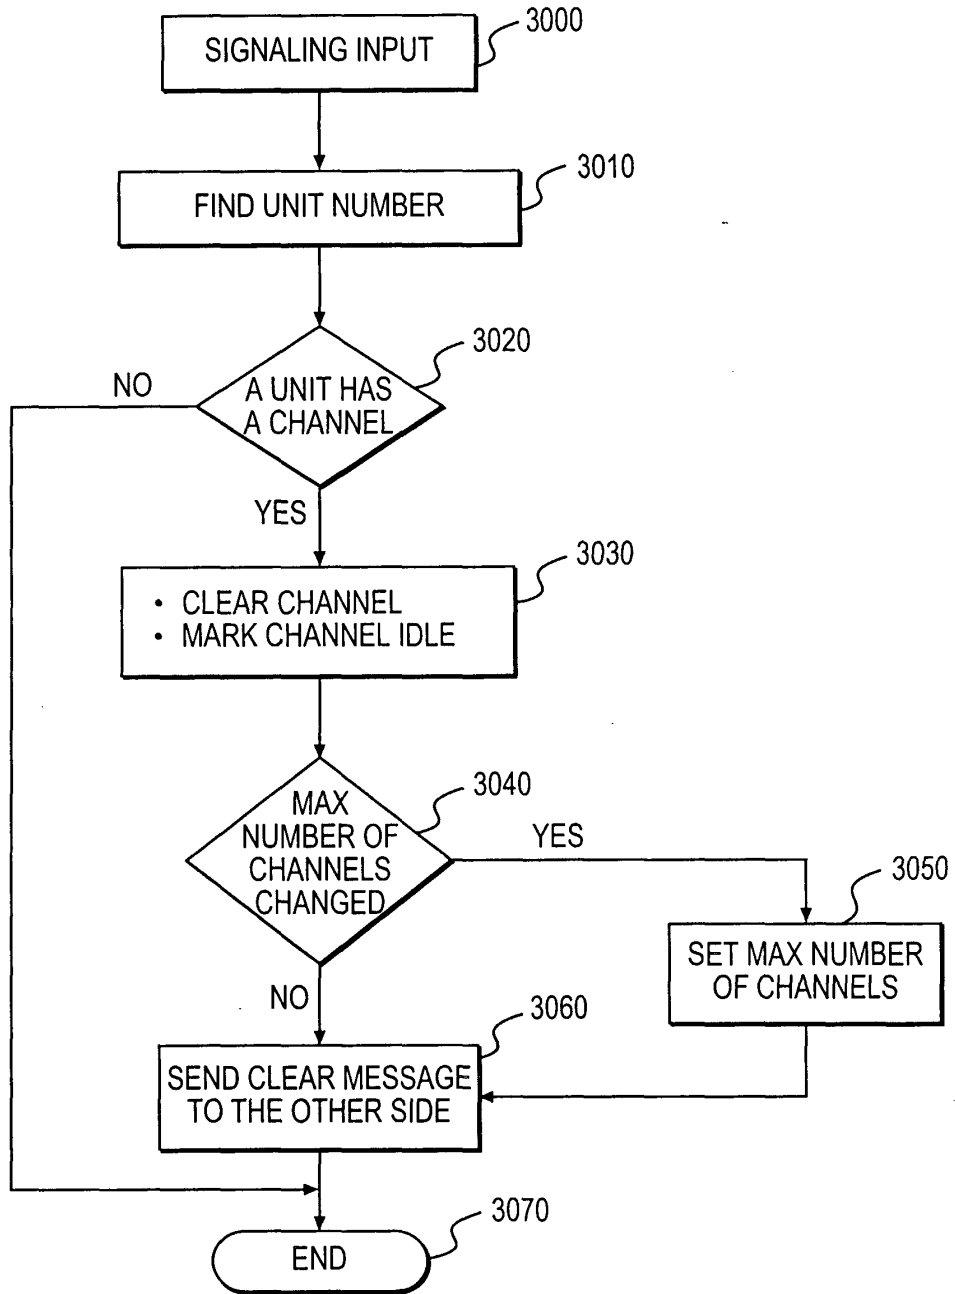 3000
SIGNALING INPUT
3010
FIND UNIT NUMBER
3020
NO
A UNIT HAS
A CHANNEL
YES
3030
• CLEAR CHANNEL
• MARK CHANNEL IDLE
3040
MAX
NUMBER OF
CHANNELS
CHANGED
YES
3050
SET MAX NUMBER
OF CHANNELS
NO
3060
SEND CLEAR MESSAGE
TO THE OTHER SIDE
3070
END